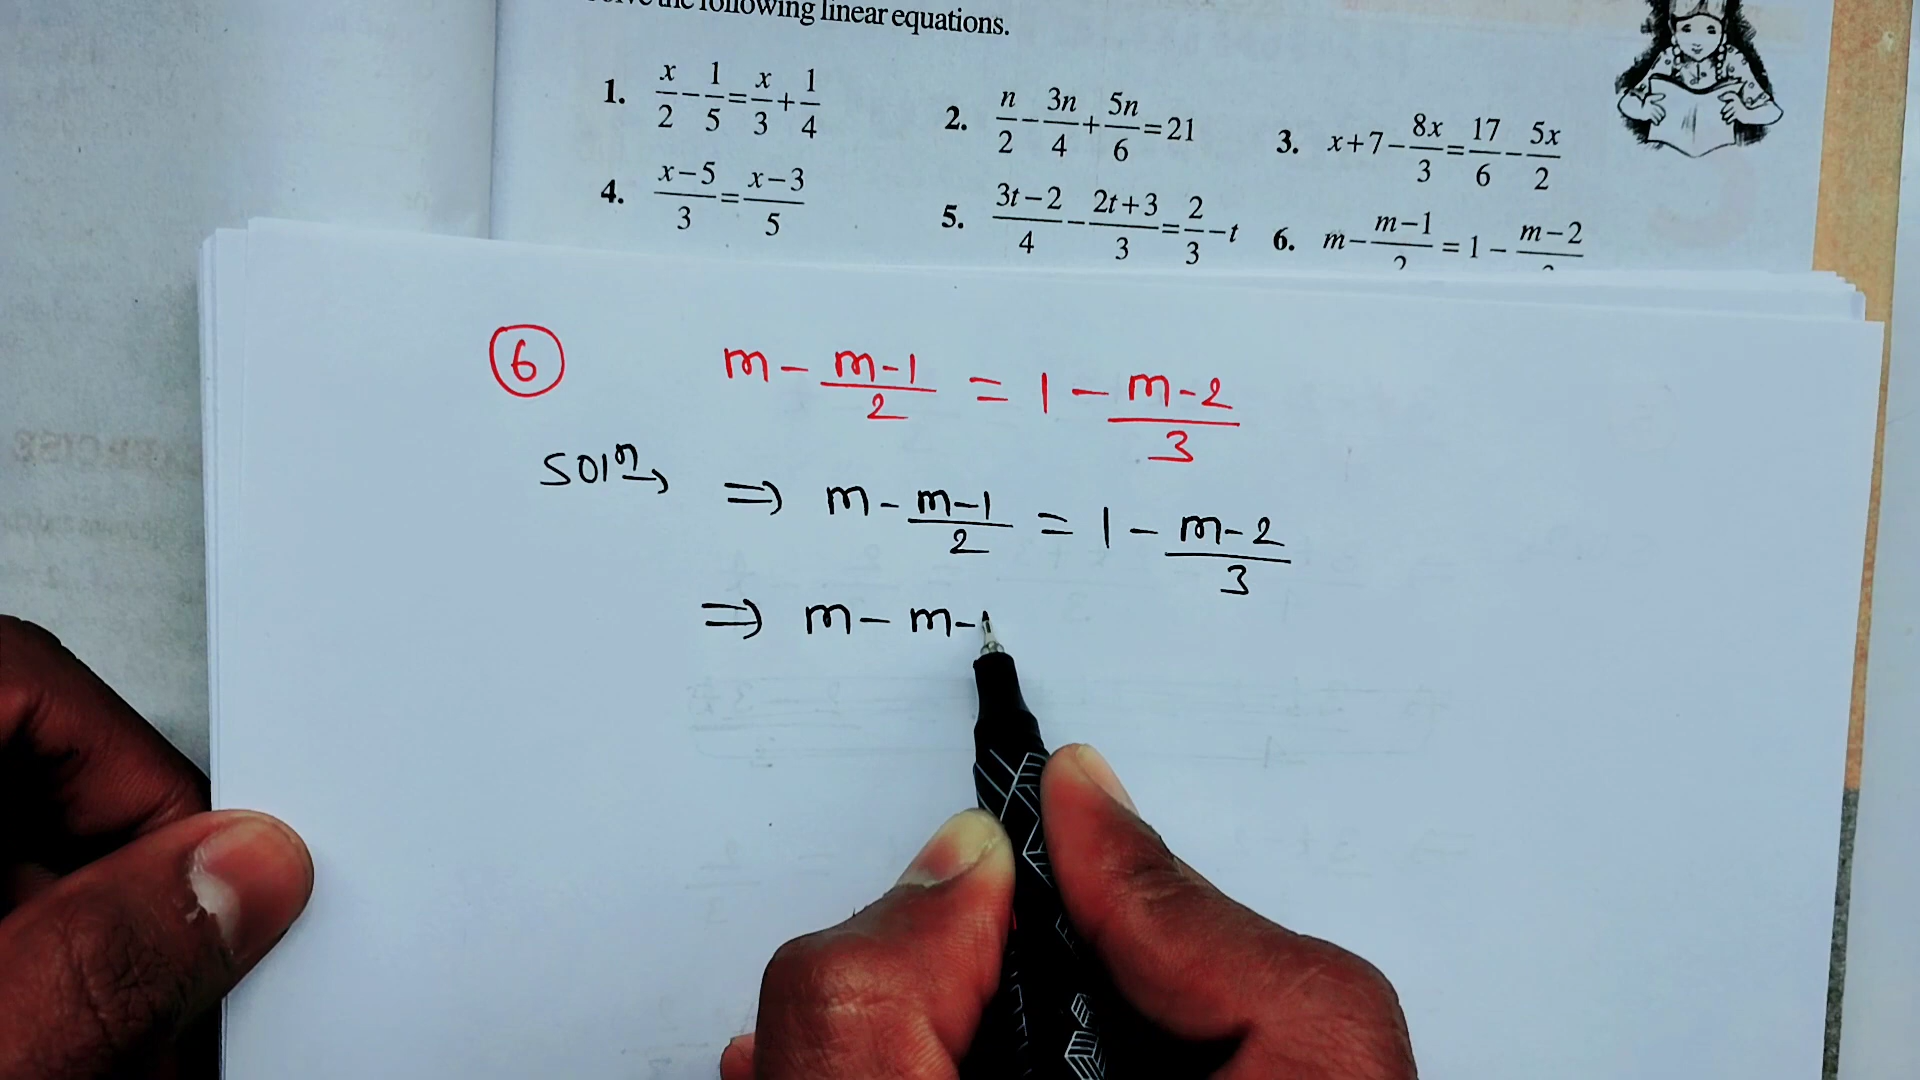 the following linear equations.
1. x/2 - 1/5 = x/3 + 1/4
2. n/2 - 3n/4 + 5n/6 = 21
3. x+7 - 8x/3 = 17/6 - 5x/2
4. x-5/3 = x-3/5
5. 3t-2/4 - 2t+3/3 = 2/3 - t
6. m - m-1/2 = 1 - m-2
6 m - m-1/2 = 1 - m-2/3
Soln → ⇒ m - m-1/2 = 1 - m-2/3
⇒ m - m-